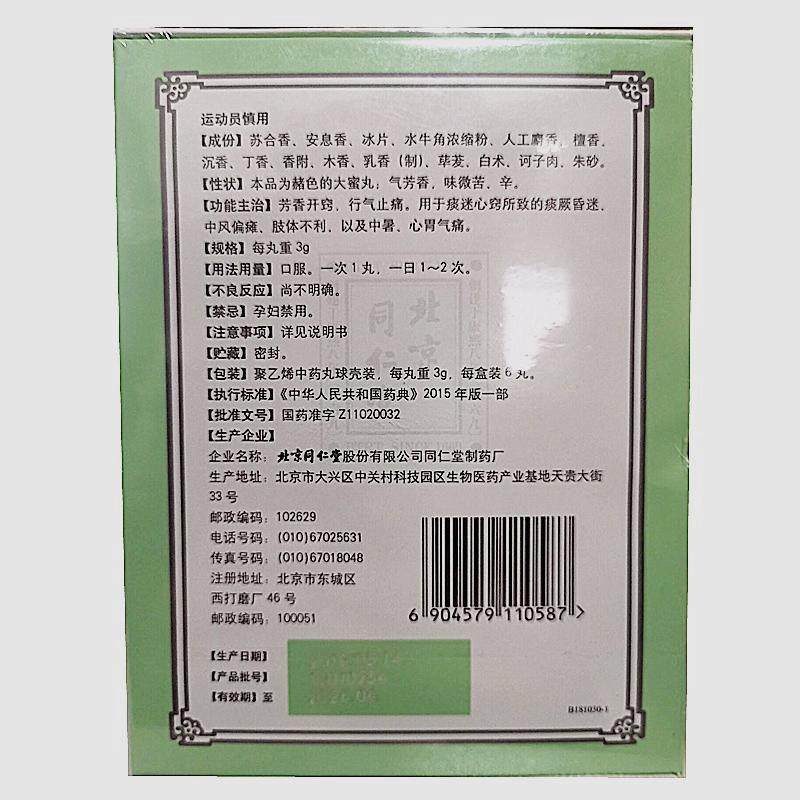 运动员慎用
【成份】苏合香、安息香、冰片、水牛角浓缩粉、人工麝香、檀香、
沉香、丁香、香附、木香、乳香(制)、荜茇、白术、诃子肉、朱砂。
【性状】本品为赭色的大蜜丸;气芳香,味微苦、辛。
【功能主治】芳香开窍,行气止痛。用于痰迷心窍所致的痰厥昏迷、
中风偏瘫、肢体不利,以及中暑、心胃气痛。
【规格】每丸重3g
【用法用量】口服。一次1丸,一日1~2次。
【不良反应】尚不明确。
【禁忌】孕妇禁用。
【注意事项】详见说明书
【贮藏】密封。
【包装】聚乙烯中药丸球壳装,每丸重3g,每盒装6丸。
【执行标准】《中华人民共和国药典》2015年版一部
【批准文号】国药准字Z11020032
【生产企业】
企业名称:北京同仁堂股份有限公司同仁堂制药厂
生产地址:北京市大兴区中关村科技园区生物医药产业基地天贵大街
33号
邮政编码:102629
电话号码:(010)67025631
传真号码:(010)67018048
注册地址:北京市东城区
西打磨厂46号
邮政编码:100051
6 904579 110587 >
【生产日期】
【产品批号】
【有效期】至
B181030-1